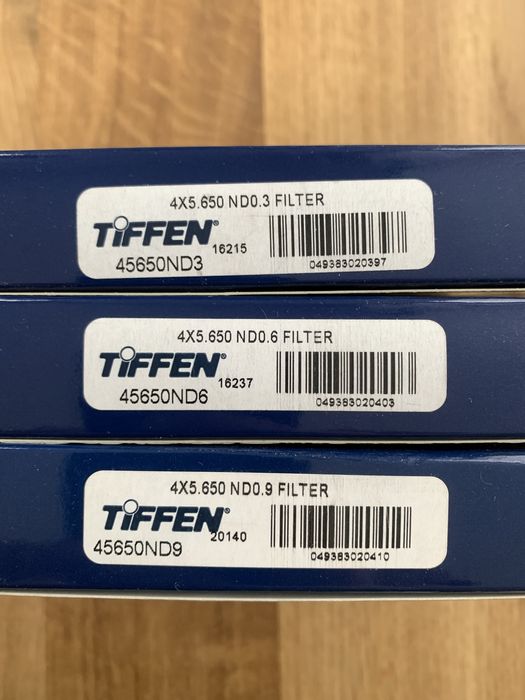 4X5.650 ND0.3 FILTER
TIFFEN® 16215
45650ND3
049383020397
4X5.650 ND0.6 FILTER
TIFFEN® 16237
45650ND6
049383020403
4X5.650 ND0.9 FILTER
TIFFEN® 20140
45650ND9
049383020410